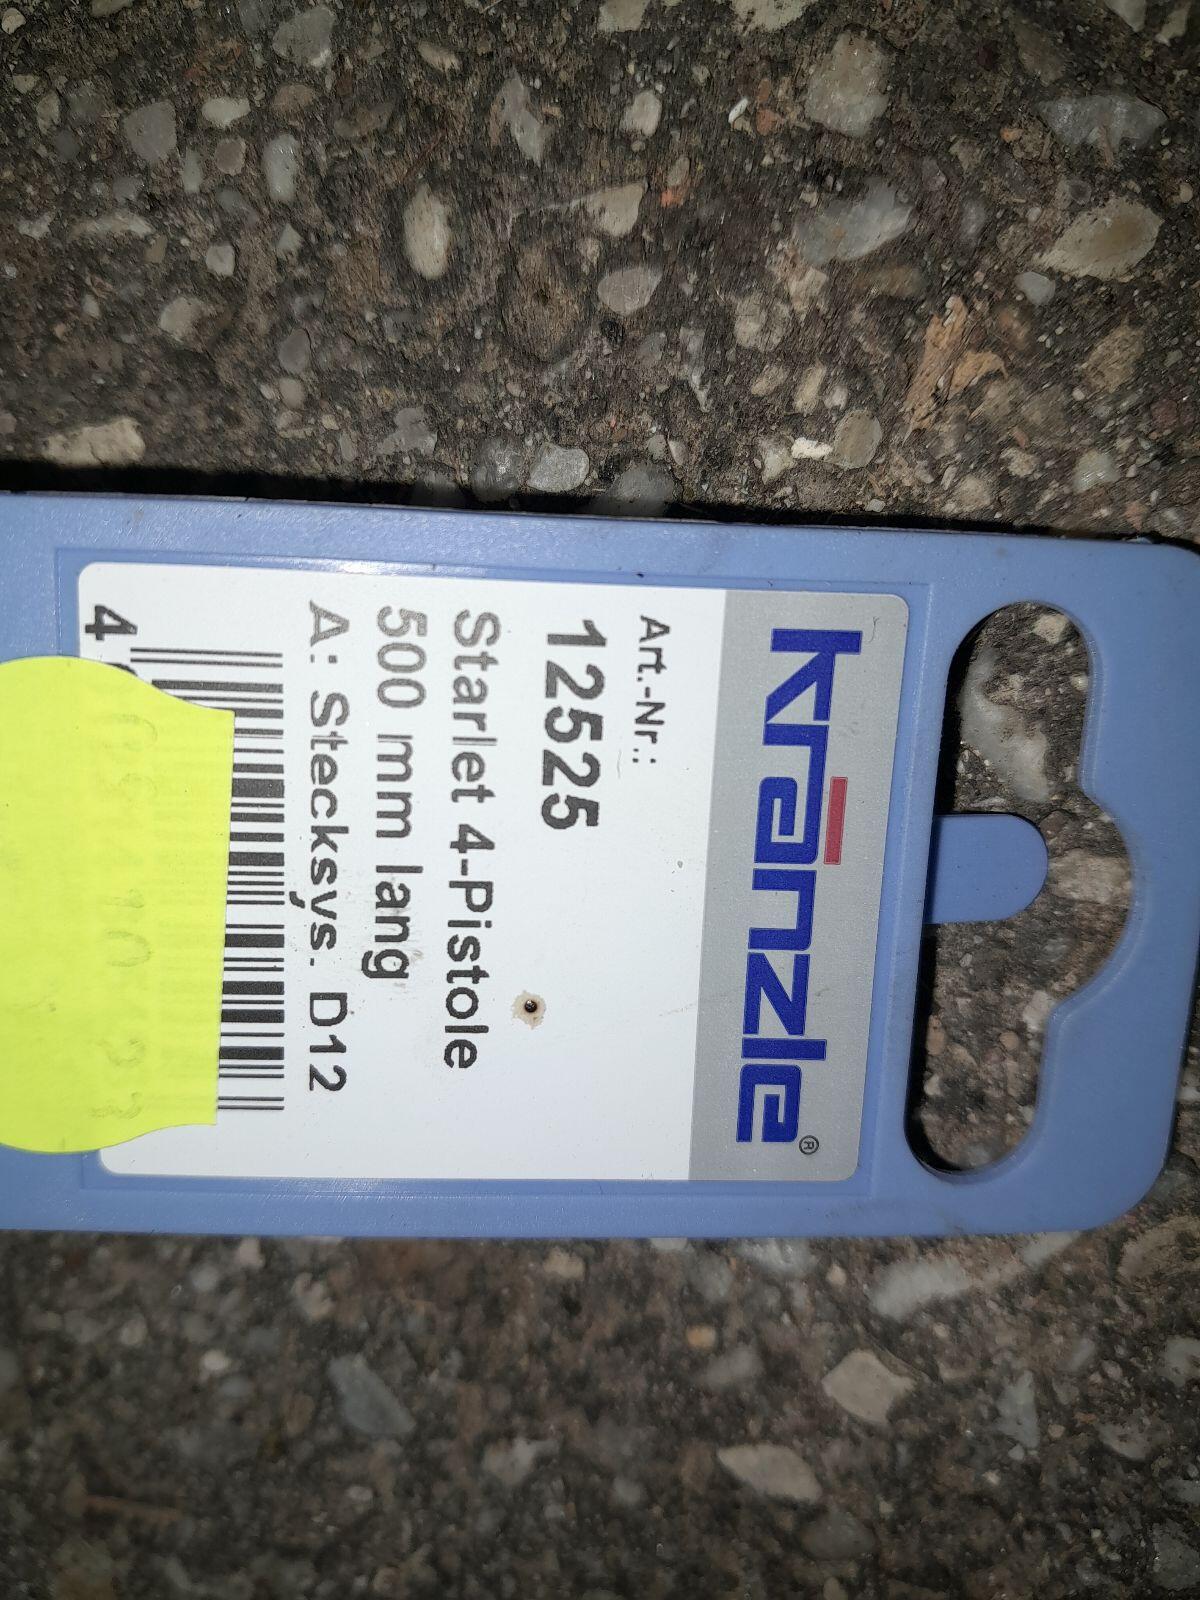 Kränzle®
Art.-Nr.:
12525
Starlet 4-Pistole
500 mm lang
A: Stecksys. D12
4